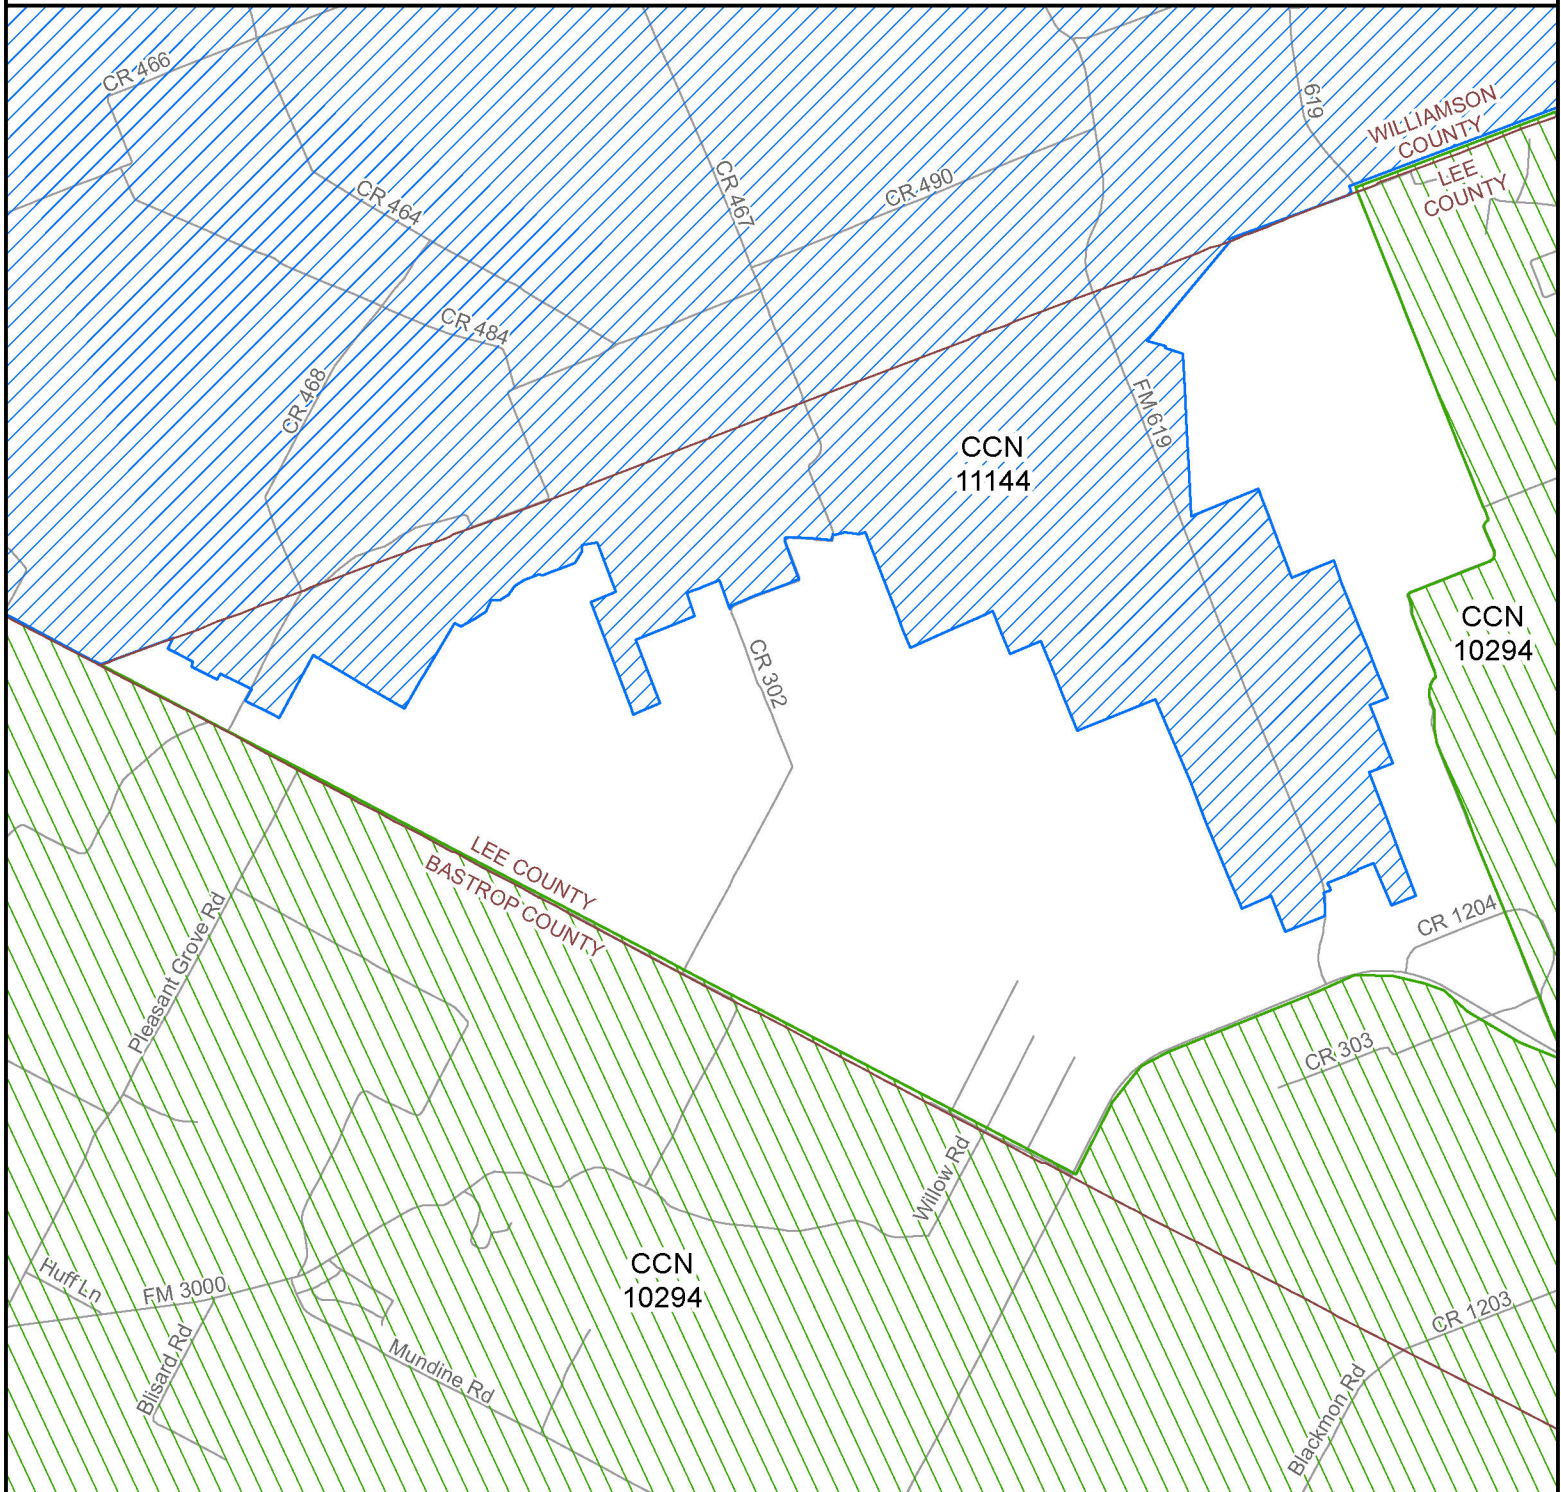 CR 466
619
WILLIAMSON
COUNTY
LEE
COUNTY
CR 464
CR 467
CR 490
CR 484
CR 468
FM 619
CCN
11144
CCN
10294
CR 302
LEE COUNTY
BASTROP COUNTY
Pleasant Grove Rd
CR 1204
CR 303
Willow Rd
CCN
10294
Huff Ln
FM 3000
Blisard Rd
Mundine Rd
CR 1203
Blackmon Rd